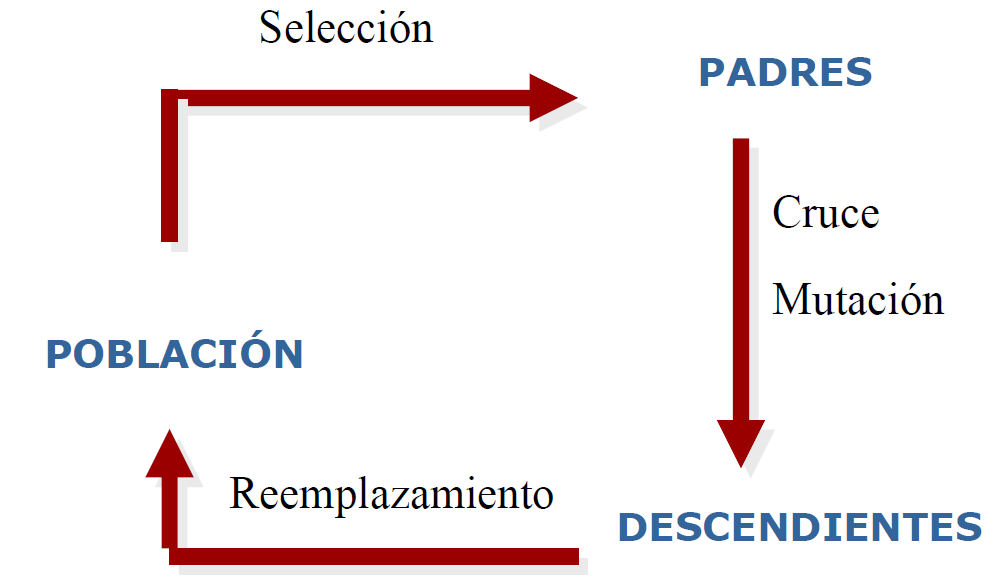 Selección
PADRES
Cruce
Mutación
POBLACIÓN
Reemplazamiento
DESCENDIENTES